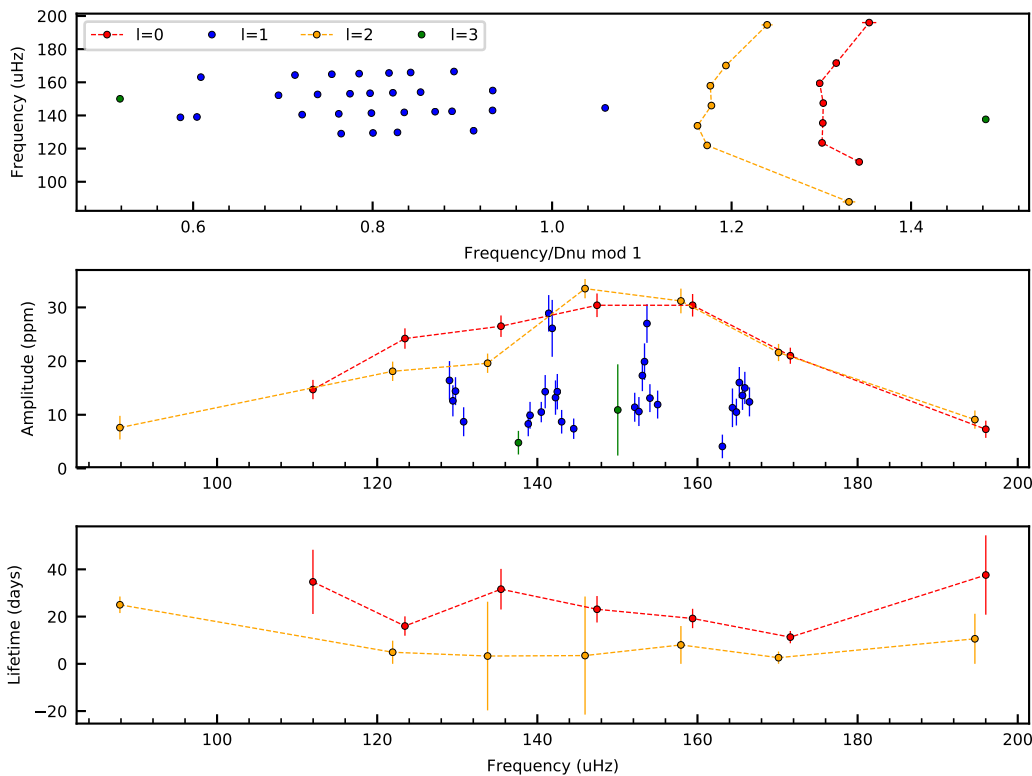 l=0 l=1 l=2 l=3
200
180
160
140
120
100
Frequency (uHz)
0.6 0.8 1.0 1.2 1.4
Frequency/Dnu mod 1
30
20
10
0
Amplitude (ppm)
100 120 140 160 180 200
40
20
0
−20
Lifetime (days)
100 120 140 160 180 200
Frequency (uHz)